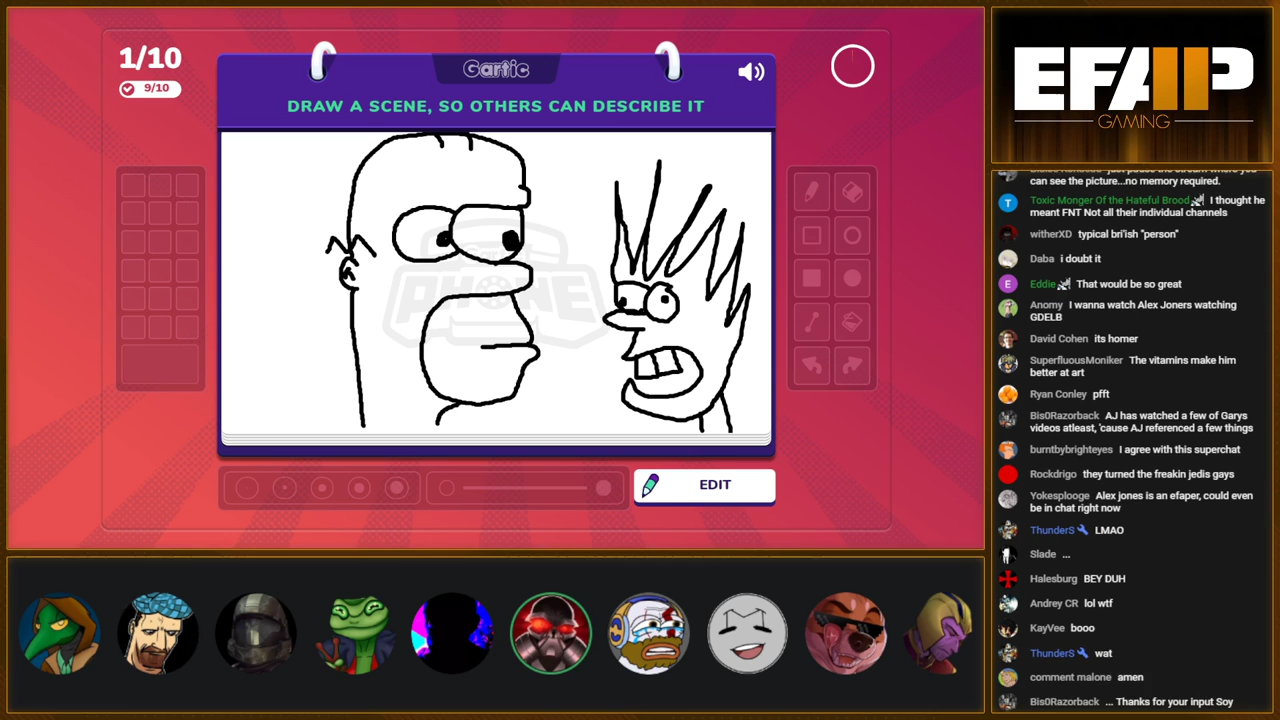 1/10
9/10
Gartic
DRAW A SCENE, SO OTHERS CAN DESCRIBE IT
PHONE
EDIT
EFAP
GAMING
just pause the stream where you
can see the picture...no memory required.
Toxic Monger Of the Hateful Brood I thought he
meant FNT Not all their individual channels
witherXD typical bri'ish "person"
Daba i doubt it
Eddie That would be so great
Anomy I wanna watch Alex Joners watching
GDELB
David Cohen its homer
SuperfluousMoniker The vitamins make him
better at art
Ryan Conley pfft
Bis0Razorback AJ has watched a few of Garys
videos atleast, 'cause AJ referenced a few things
burntbybrighteyes I agree with this superchat
Rockdrigo they turned the freakin jedis gays
Yokesplooge Alex jones is an efaper, could even
be in chat right now
ThunderS LMAO
Slade ...
Halesburg BEY DUH
Andrey CR lol wtf
KayVee booo
ThunderS wat
comment malone amen
Bis0Razorback ... Thanks for your input Soy